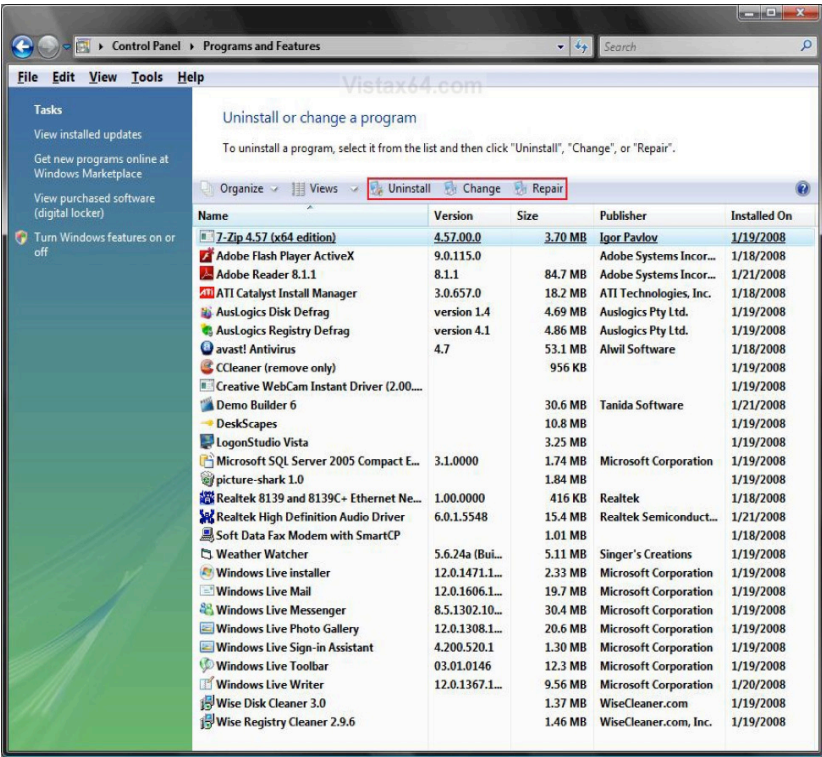 Control Panel ▸ Programs and Features
Search
File Edit View Tools Help
Vistax64.com
Tasks
View installed updates
Get new programs online at
Windows Marketplace
View purchased software
(digital locker)
Turn Windows features on or
off
Uninstall or change a program
To uninstall a program, select it from the list and then click "Uninstall", "Change", or "Repair".
Organize Views Uninstall Change Repair
Name Version Size Publisher Installed On
7-Zip 4.57 (x64 edition) 4.57.00.0 3.70 MB Igor Pavlov 1/19/2008
Adobe Flash Player ActiveX 9.0.115.0 Adobe Systems Incor... 1/18/2008
Adobe Reader 8.1.1 8.1.1 84.7 MB Adobe Systems Incor... 1/21/2008
ATI Catalyst Install Manager 3.0.657.0 18.2 MB ATI Technologies, Inc. 1/18/2008
AusLogics Disk Defrag version 1.4 4.69 MB Auslogics Pty Ltd. 1/19/2008
AusLogics Registry Defrag version 4.1 4.86 MB Auslogics Pty Ltd. 1/19/2008
avast! Antivirus 4.7 53.1 MB Alwil Software 1/18/2008
CCleaner (remove only) 956 KB 1/19/2008
Creative WebCam Instant Driver (2.00.... 1/19/2008
Demo Builder 6 30.6 MB Tanida Software 1/21/2008
DeskScapes 10.8 MB 1/19/2008
LogonStudio Vista 3.25 MB 1/19/2008
Microsoft SQL Server 2005 Compact E... 3.1.0000 1.74 MB Microsoft Corporation 1/19/2008
picture-shark 1.0 1.84 MB 1/19/2008
Realtek 8139 and 8139C+ Ethernet Ne... 1.00.0000 416 KB Realtek 1/18/2008
Realtek High Definition Audio Driver 6.0.1.5548 15.4 MB Realtek Semiconduct... 1/21/2008
Soft Data Fax Modem with SmartCP 1.01 MB 1/18/2008
Weather Watcher 5.6.24a (Bui... 5.11 MB Singer's Creations 1/19/2008
Windows Live installer 12.0.1471.1... 2.33 MB Microsoft Corporation 1/19/2008
Windows Live Mail 12.0.1606.1... 19.7 MB Microsoft Corporation 1/19/2008
Windows Live Messenger 8.5.1302.10... 30.4 MB Microsoft Corporation 1/19/2008
Windows Live Photo Gallery 12.0.1308.1... 20.6 MB Microsoft Corporation 1/19/2008
Windows Live Sign-in Assistant 4.200.520.1 1.30 MB Microsoft Corporation 1/19/2008
Windows Live Toolbar 03.01.0146 12.3 MB Microsoft Corporation 1/19/2008
Windows Live Writer 12.0.1367.1... 9.56 MB Microsoft Corporation 1/20/2008
Wise Disk Cleaner 3.0 1.37 MB WiseCleaner.com 1/19/2008
Wise Registry Cleaner 2.9.6 1.46 MB WiseCleaner.com, Inc. 1/19/2008